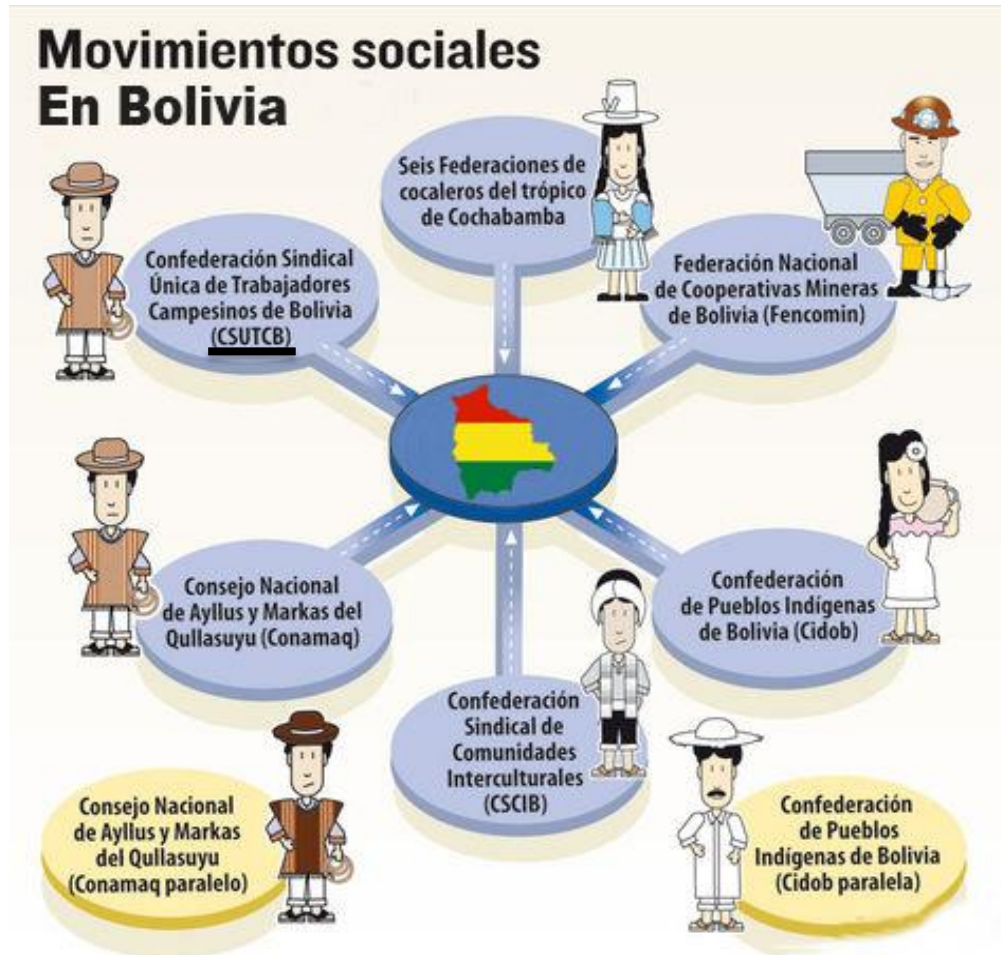 Movimientos sociales
En Bolivia
Seis Federaciones de
cocaleros del trópico
de Cochabamba
Confederación Sindical
Única de Trabajadores
Campesinos de Bolivia
(CSUTCB)
Federación Nacional
de Cooperativas Mineras
de Bolivia (Fencomin)
Consejo Nacional
de Ayllus y Markas del
Qullasuyu (Conamaq)
Confederación
de Pueblos Indígenas
de Bolivia (Cidob)
Confederación
Sindical de
Comunidades
Interculturales
(CSCIB)
Consejo Nacional
de Ayllus y Markas
del Qullasuyu
(Conamaq paralelo)
Confederación
de Pueblos
Indígenas de Bolivia
(Cidob paralela)